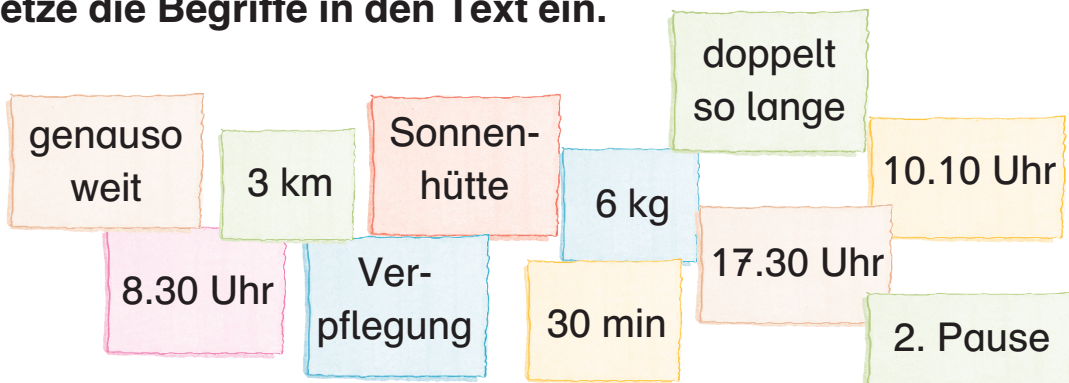 etze die Begriffe in den Text ein.
doppelt
so lange
genauso
weit
3 km
Sonnen-
hütte
6 kg
10.10 Uhr
8.30 Uhr
Ver-
pflegung
30 min
17.30 Uhr
2. Pause